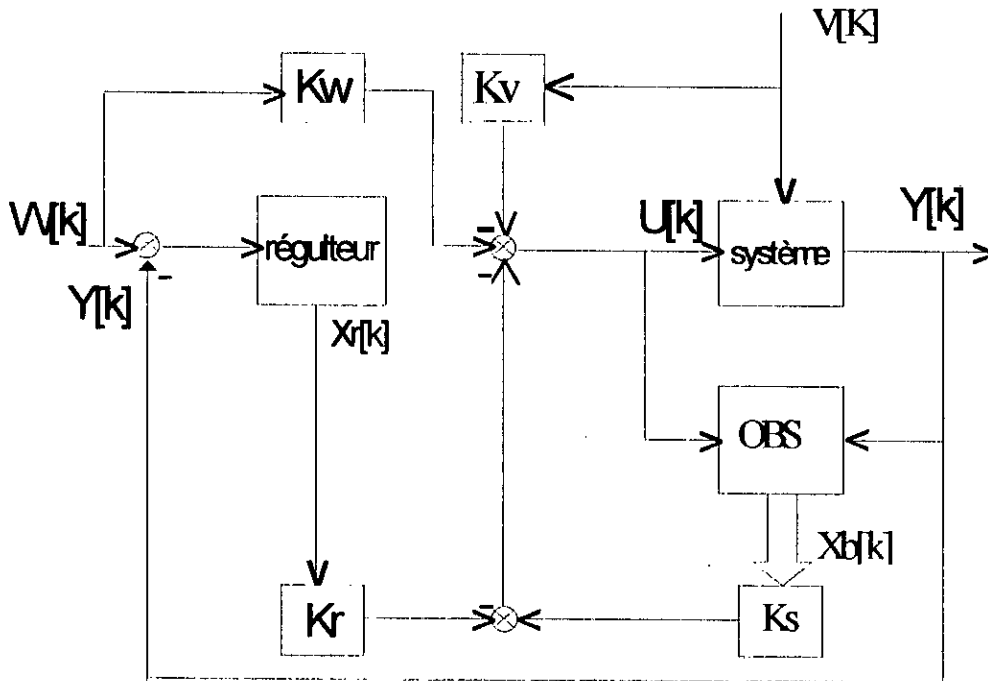 V[K]
Kw
Kv
W[k]
régulteur
U[k]
système
Y[k]
Y[k]
-
-
-
Xr[k]
OBS
Xb[k]
Kr
-
Ks